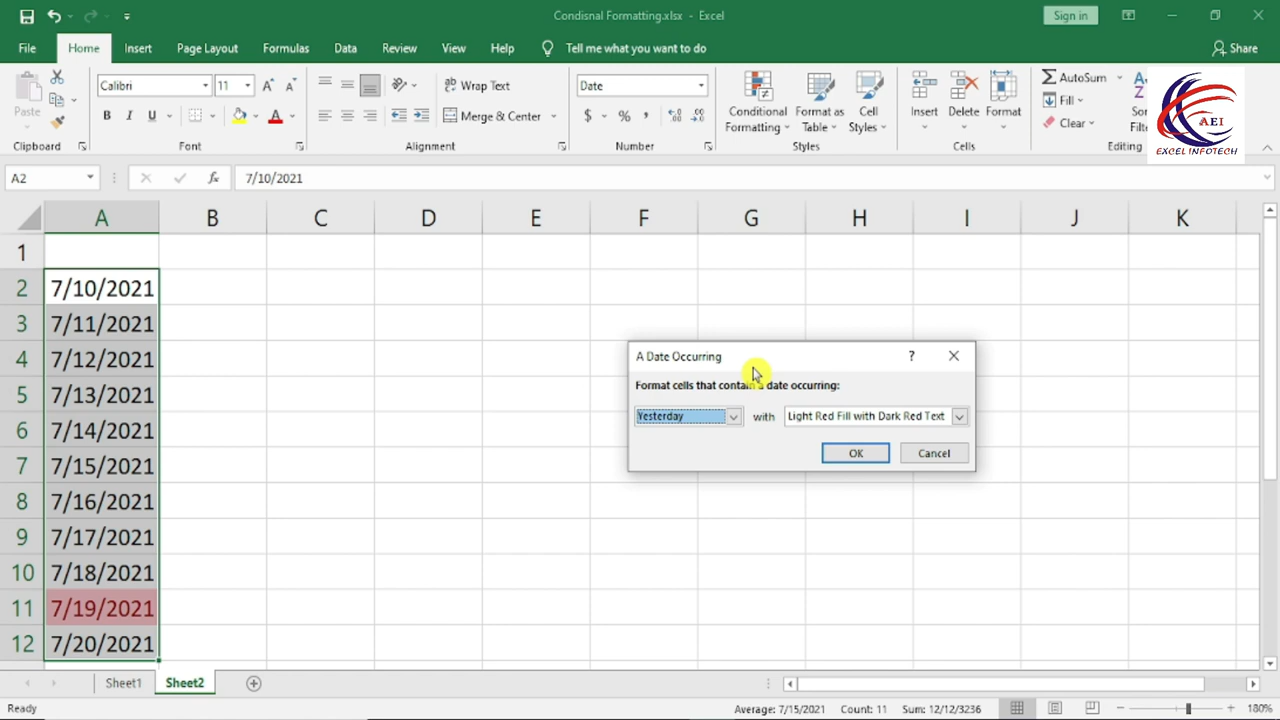 Condisnal Formatting.xlsx - Excel
Sign in
File Home Insert Page Layout Formulas Data Review View Help Tell me what you want to do Share
Paste
Clipboard
Calibri 11
B I U
Font
Wrap Text
Merge & Center
Alignment
Date
$ % ,
Number
Conditional Formatting
Format as Table
Cell Styles
Styles
Insert
Delete
Format
Cells
AutoSum
Fill
Clear
Editing
AEI
EXCEL INFOTECH
A2 fx 7/10/2021
A B C D E F G H I J K
1
2 7/10/2021
3 7/11/2021
4 7/12/2021
5 7/13/2021
6 7/14/2021
7 7/15/2021
8 7/16/2021
9 7/17/2021
10 7/18/2021
11 7/19/2021
12 7/20/2021
A Date Occurring ?
Format cells that contain a date occurring:
Yesterday with Light Red Fill with Dark Red Text
OK Cancel
Sheet1 Sheet2
Ready Average: 7/15/2021 Count: 11 Sum: 12/12/3236 180%